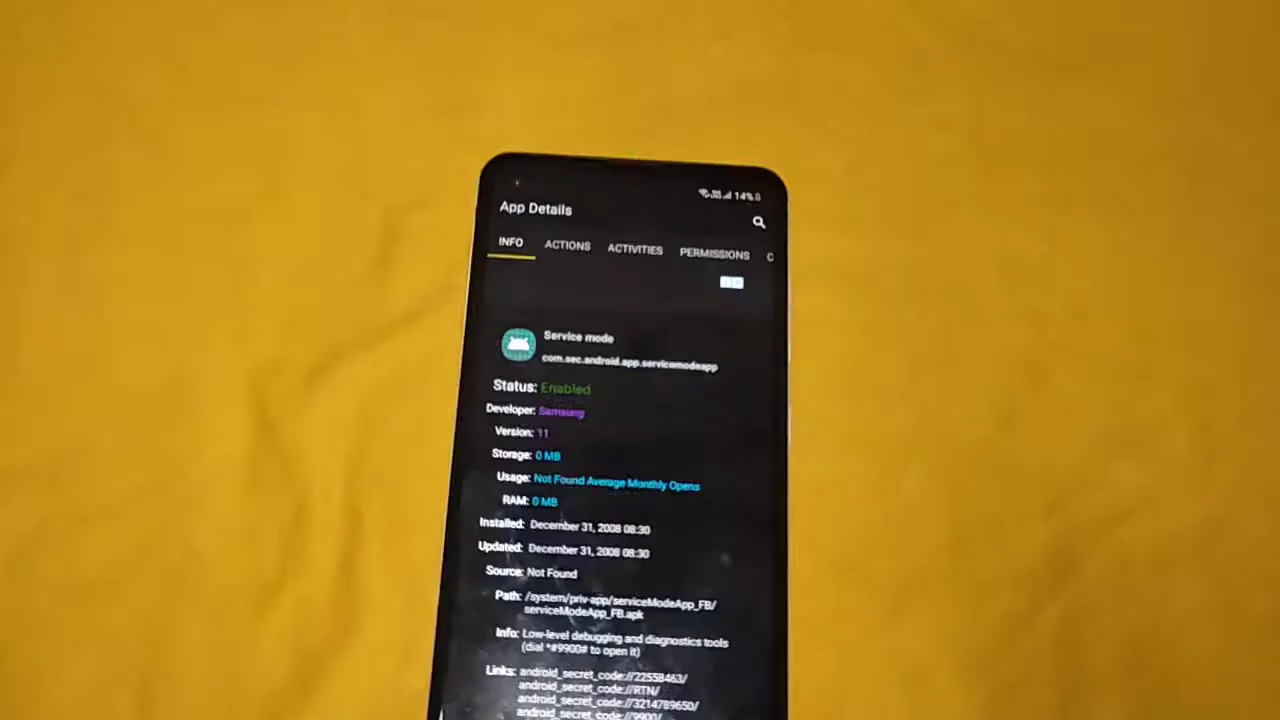 14%
App Details
INFO ACTIONS ACTIVITIES PERMISSIONS C
Service mode
com.sec.android.app.servicemodeapp
Status: Enabled
Developer: Samsung
Version: 11
Storage: 0 MB
Usage: Not Found Average Monthly Opens
RAM: 0 MB
Installed: December 31, 2008 08:30
Updated: December 31, 2008 08:30
Source: Not Found
Path: /system/priv-app/serviceModeApp_FB/
serviceModeApp_FB.apk
Info: Low-level debugging and diagnostics tools
(dial *#9900# to open it)
Links: android_secret_code://22558463/
android_secret_code://RTN/
android_secret_code://3214789650/
android_secret_code://9900/